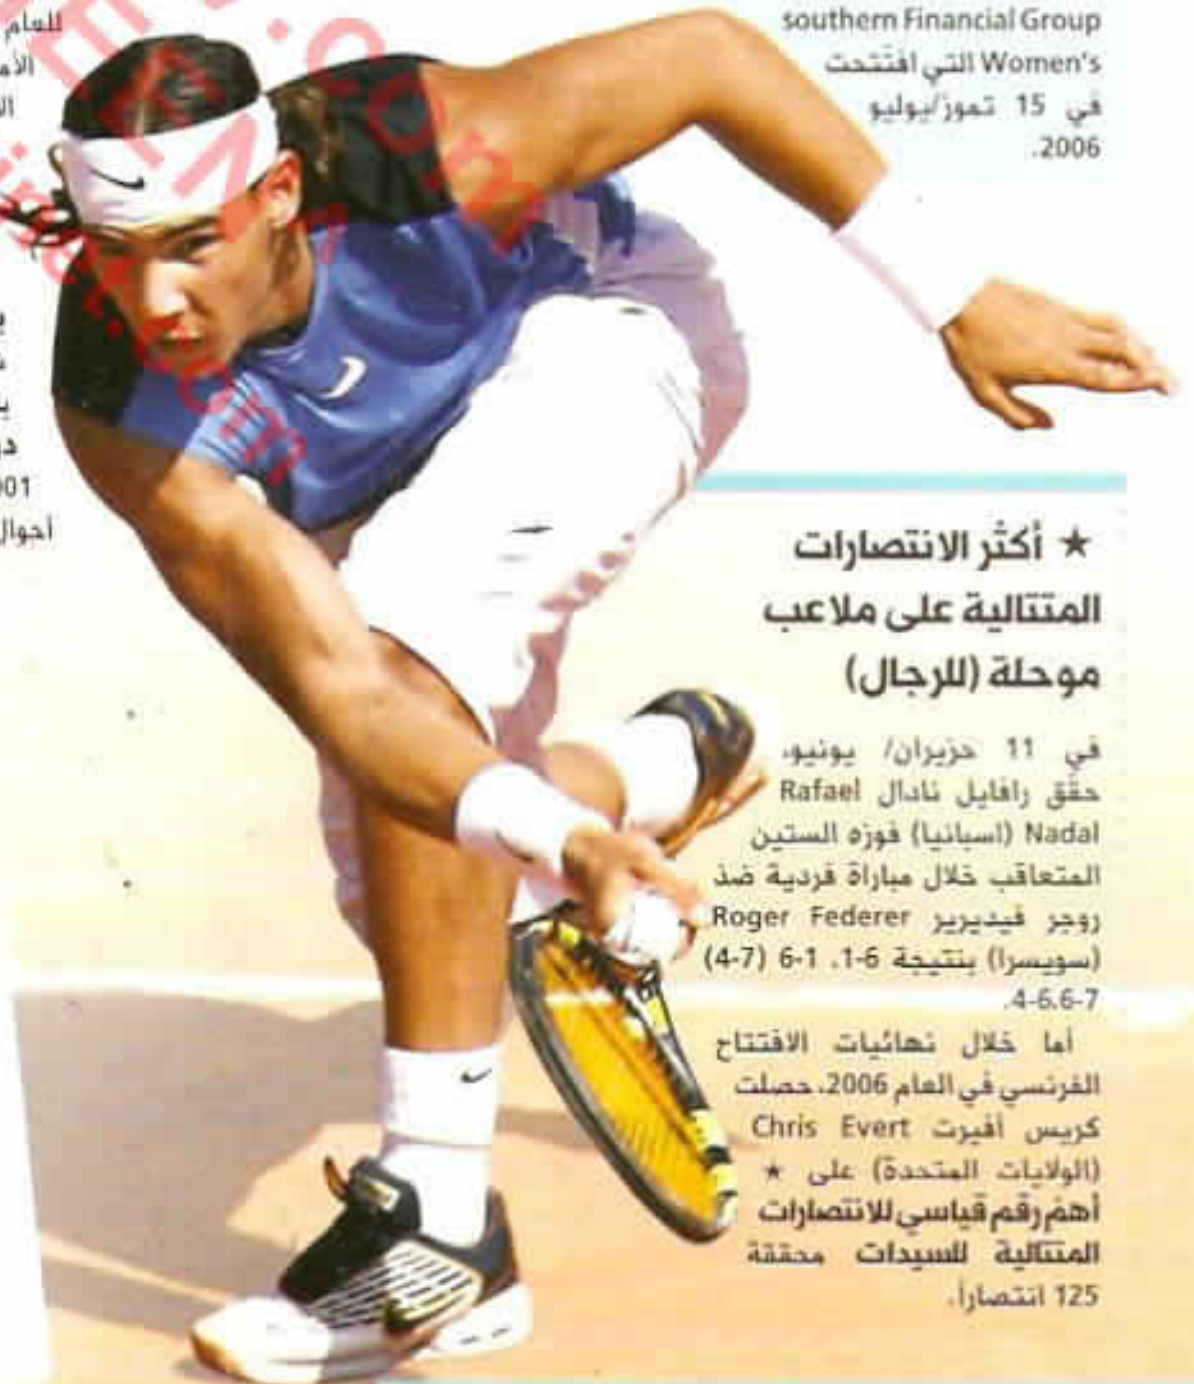 southern Financial Group
Women's التي افتتحت
في 15 تموز/يوليو
2006.
★ أكثر الانتصارات
المتتالية على ملاعب
موحلة (للرجال)
في 11 حزيران/ يونيو،
حقّق رافايل نادال Rafael
Nadal (اسبانيا) فوزه الستين
المتعاقب خلال مباراة فردية ضدّ
روجر فيديرير Roger Federer
(سويسرا) بنتيجة 6-1، 1-6 (7-4)
7-6،6-4.
أما خلال نهائيات الافتتاح
الفرنسي في العام 2006، حصلت
كريس أفيرت Chris Evert
(الولايات المتحدة) على ★
أهم رقم قياسي للانتصارات
المتتالية للسيدات محققة
125 انتصاراً.
للعام
أحوال